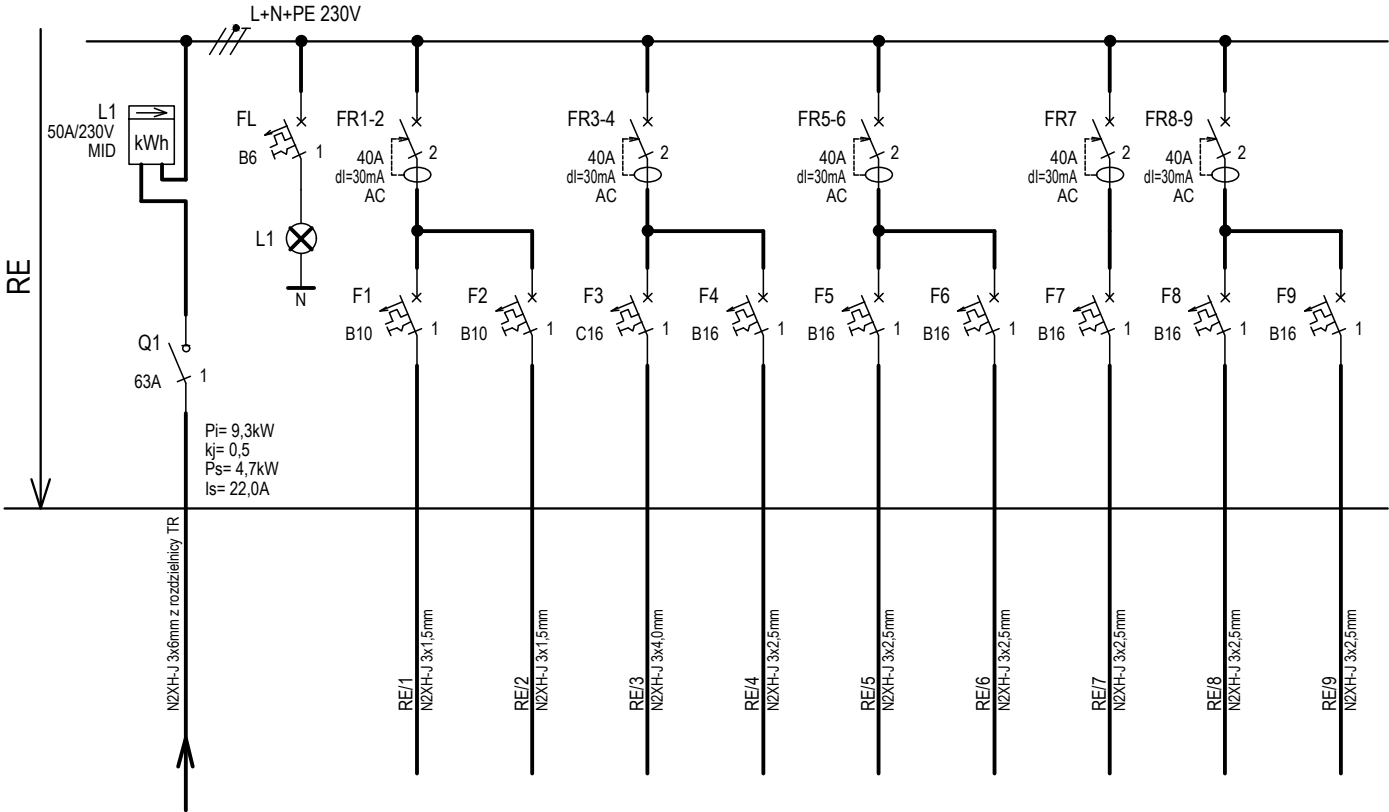 L+N+PE 230V
RE
L1
50A/230V
MID
kWh
FL
B6
1
L1
N
FR1-2
40A
dI=30mA
AC
2
FR3-4
40A
dI=30mA
AC
2
FR5-6
40A
dI=30mA
AC
2
FR7
40A
dI=30mA
AC
2
FR8-9
40A
dI=30mA
AC
2
Q1
63A
1
F1
B10
1
F2
B10
1
F3
C16
1
F4
B16
1
F5
B16
1
F6
B16
1
F7
B16
1
F8
B16
1
F9
B16
1
Pi= 9,3kW
kj= 0,5
Ps= 4,7kW
Is= 22,0A
N2XH-J 3x6mm z rozdzielnicy TR
RE/1
N2XH-J 3x1,5mm
RE/2
N2XH-J 3x1,5mm
RE/3
N2XH-J 3x4,0mm
RE/4
N2XH-J 3x2,5mm
RE/5
N2XH-J 3x2,5mm
RE/6
N2XH-J 3x2,5mm
RE/7
N2XH-J 3x2,5mm
RE/8
N2XH-J 3x2,5mm
RE/9
N2XH-J 3x2,5mm